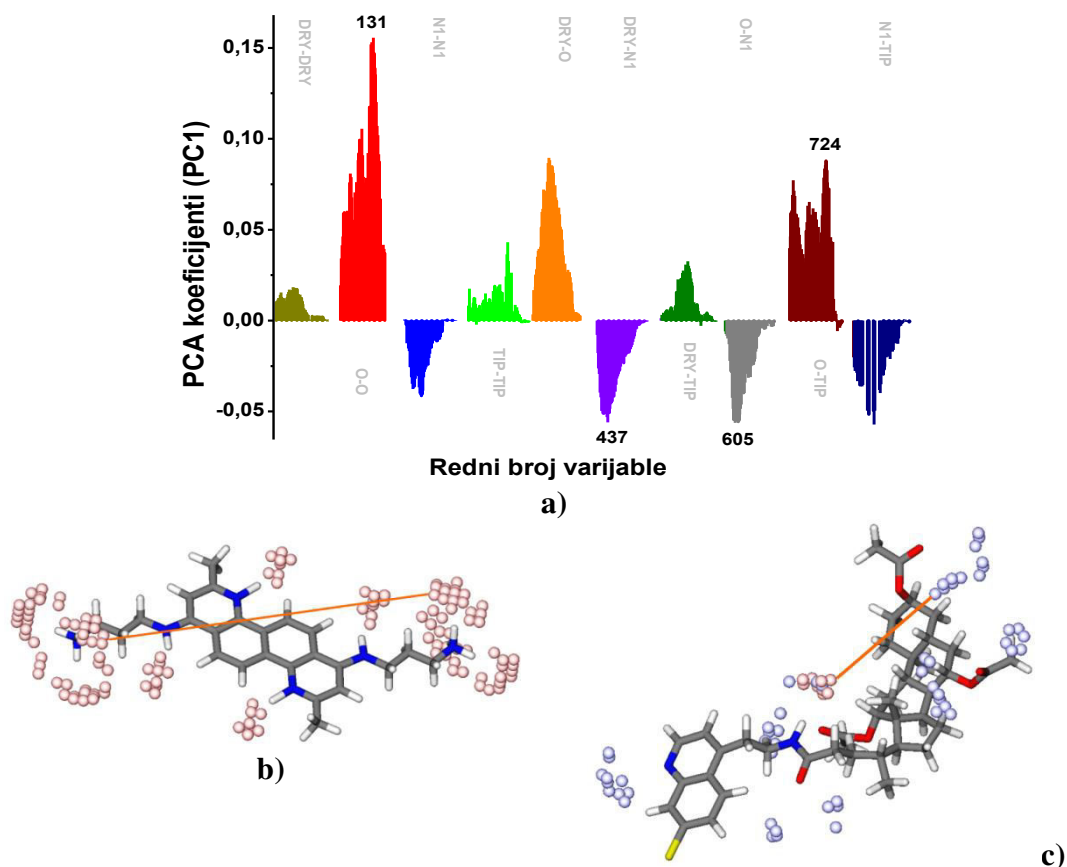 131
DRY-DRY
N1-N1
DRY-O
DRY-N1
O-N1
N1-TIP
0,15
0,10
0,05
0,00
-0,05
724
O-O
TIP-TIP
DRY-TIP
O-TIP
437
605
PCA koeficijenti (PC1)
Redni broj varijable
a)
b)
c)